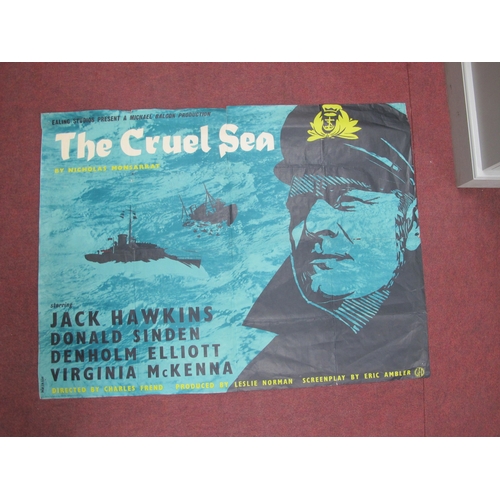 EALING STUDIOS PRESENT A MICHAEL BALCON PRODUCTION
The Cruel Sea
BY NICHOLAS MONSARRAT
starring
JACK HAWKINS
DONALD SINDEN
DENHOLM ELLIOTT
VIRGINIA McKENNA
DIRECTED BY CHARLES FREND PRODUCED BY LESLIE NORMAN SCREENPLAY BY ERIC AMBLER